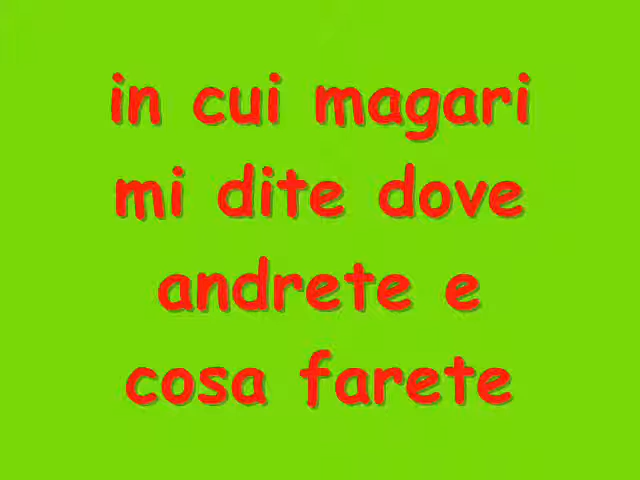 in cui magari
mi dite dove
andrete e
cosa farete